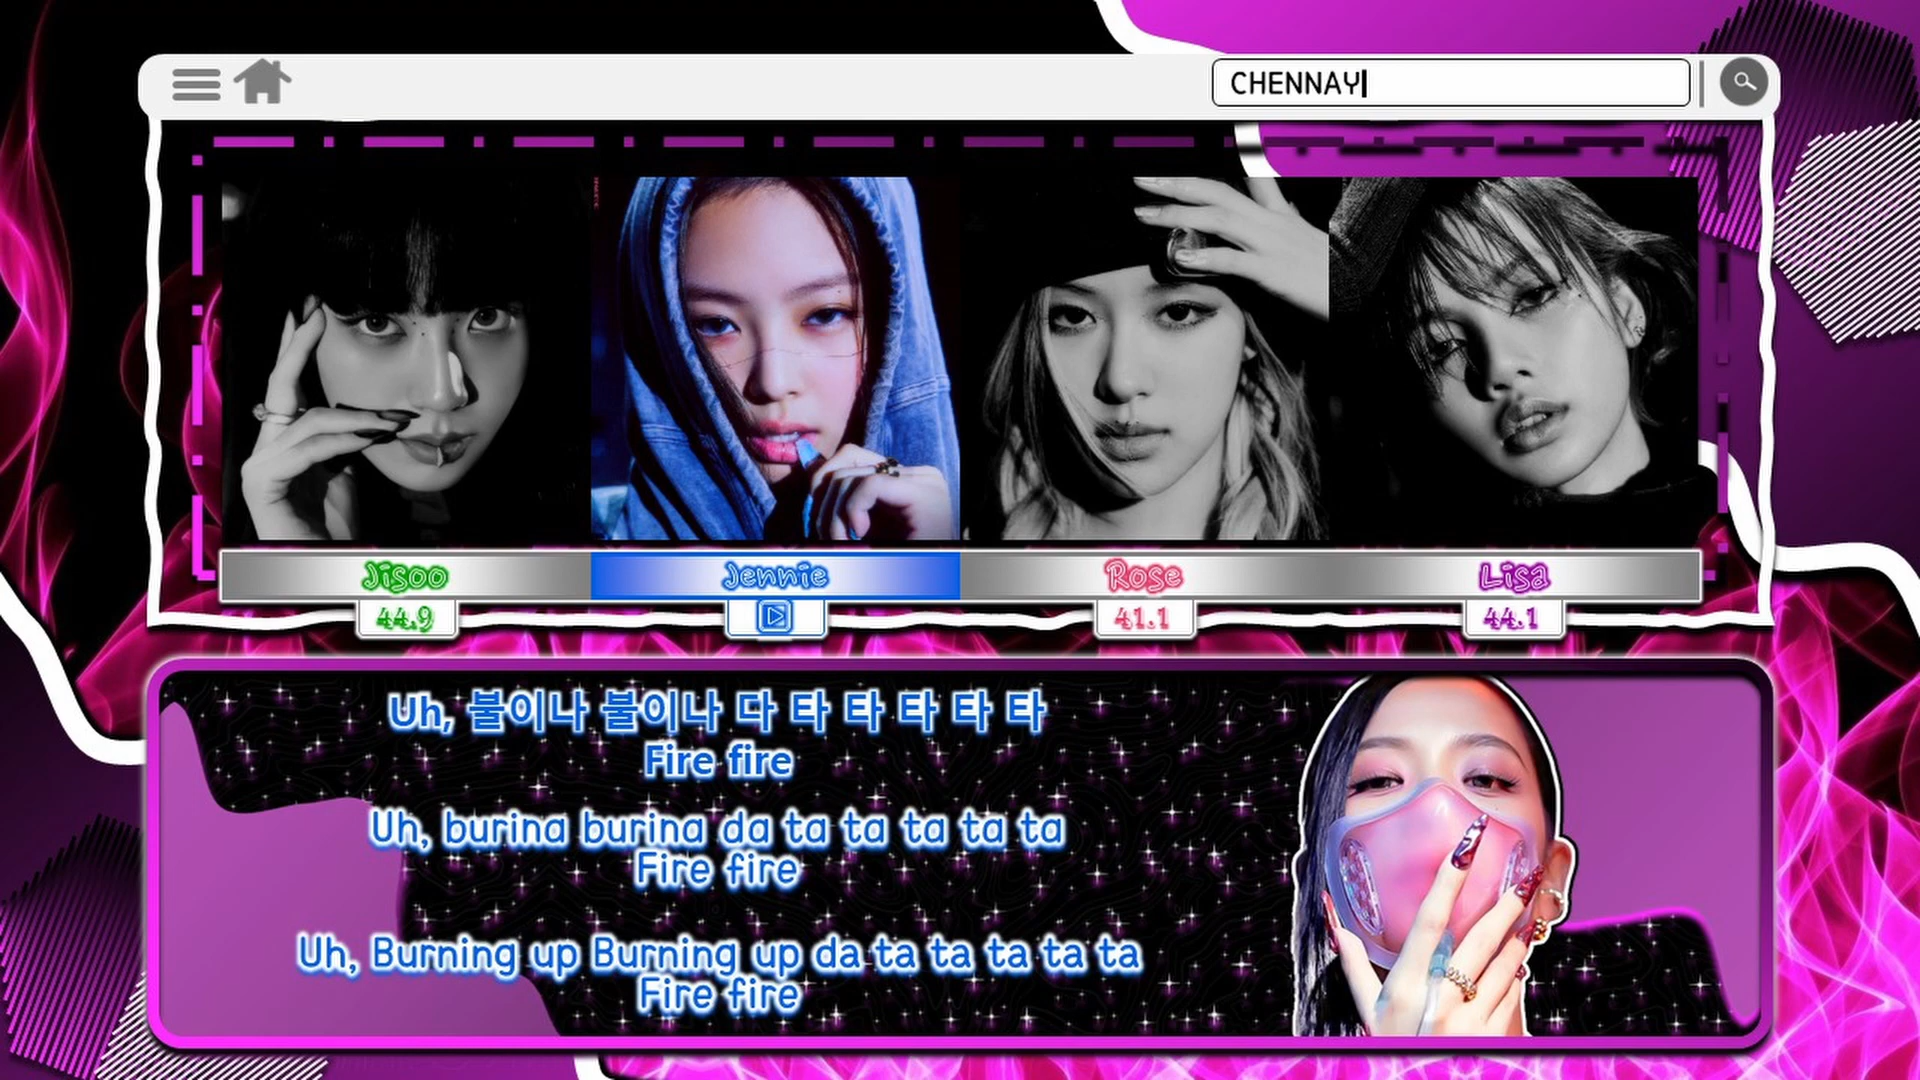 CHENNAY
Jisoo
Jennie
Rose
Lisa
44.9
41.1
44.1
Uh, 불이나 불이나 다 타 타 타 타 타
Fire fire
Uh, burina burina da ta ta ta ta ta
Fire fire
Uh, Burning up Burning up da ta ta ta ta ta
Fire fire